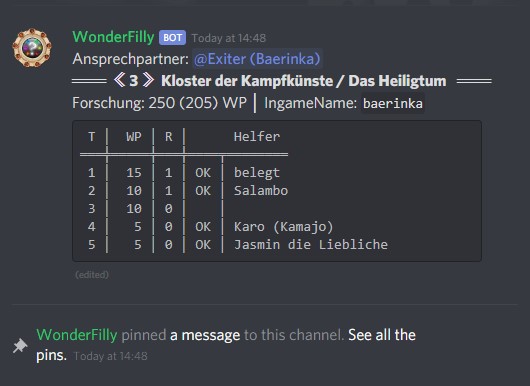 WonderFilly BOT Today at 14:48
Ansprechpartner: @Exiter (Baerinka)
═══ 《 3 》 Kloster der Kampfkünste / Das Heiligtum ═══
Forschung: 250 (205) WP | IngameName: baerinka
T | WP | R | | Helfer
1 | 15 | 1 | OK | belegt
2 | 10 | 1 | OK | Salambo
3 | 10 | 0 | |
4 | 5 | 0 | OK | Karo (Kamajo)
5 | 5 | 0 | OK | Jasmin die Liebliche
(edited)
WonderFilly pinned a message to this channel. See all the
pins. Today at 14:48